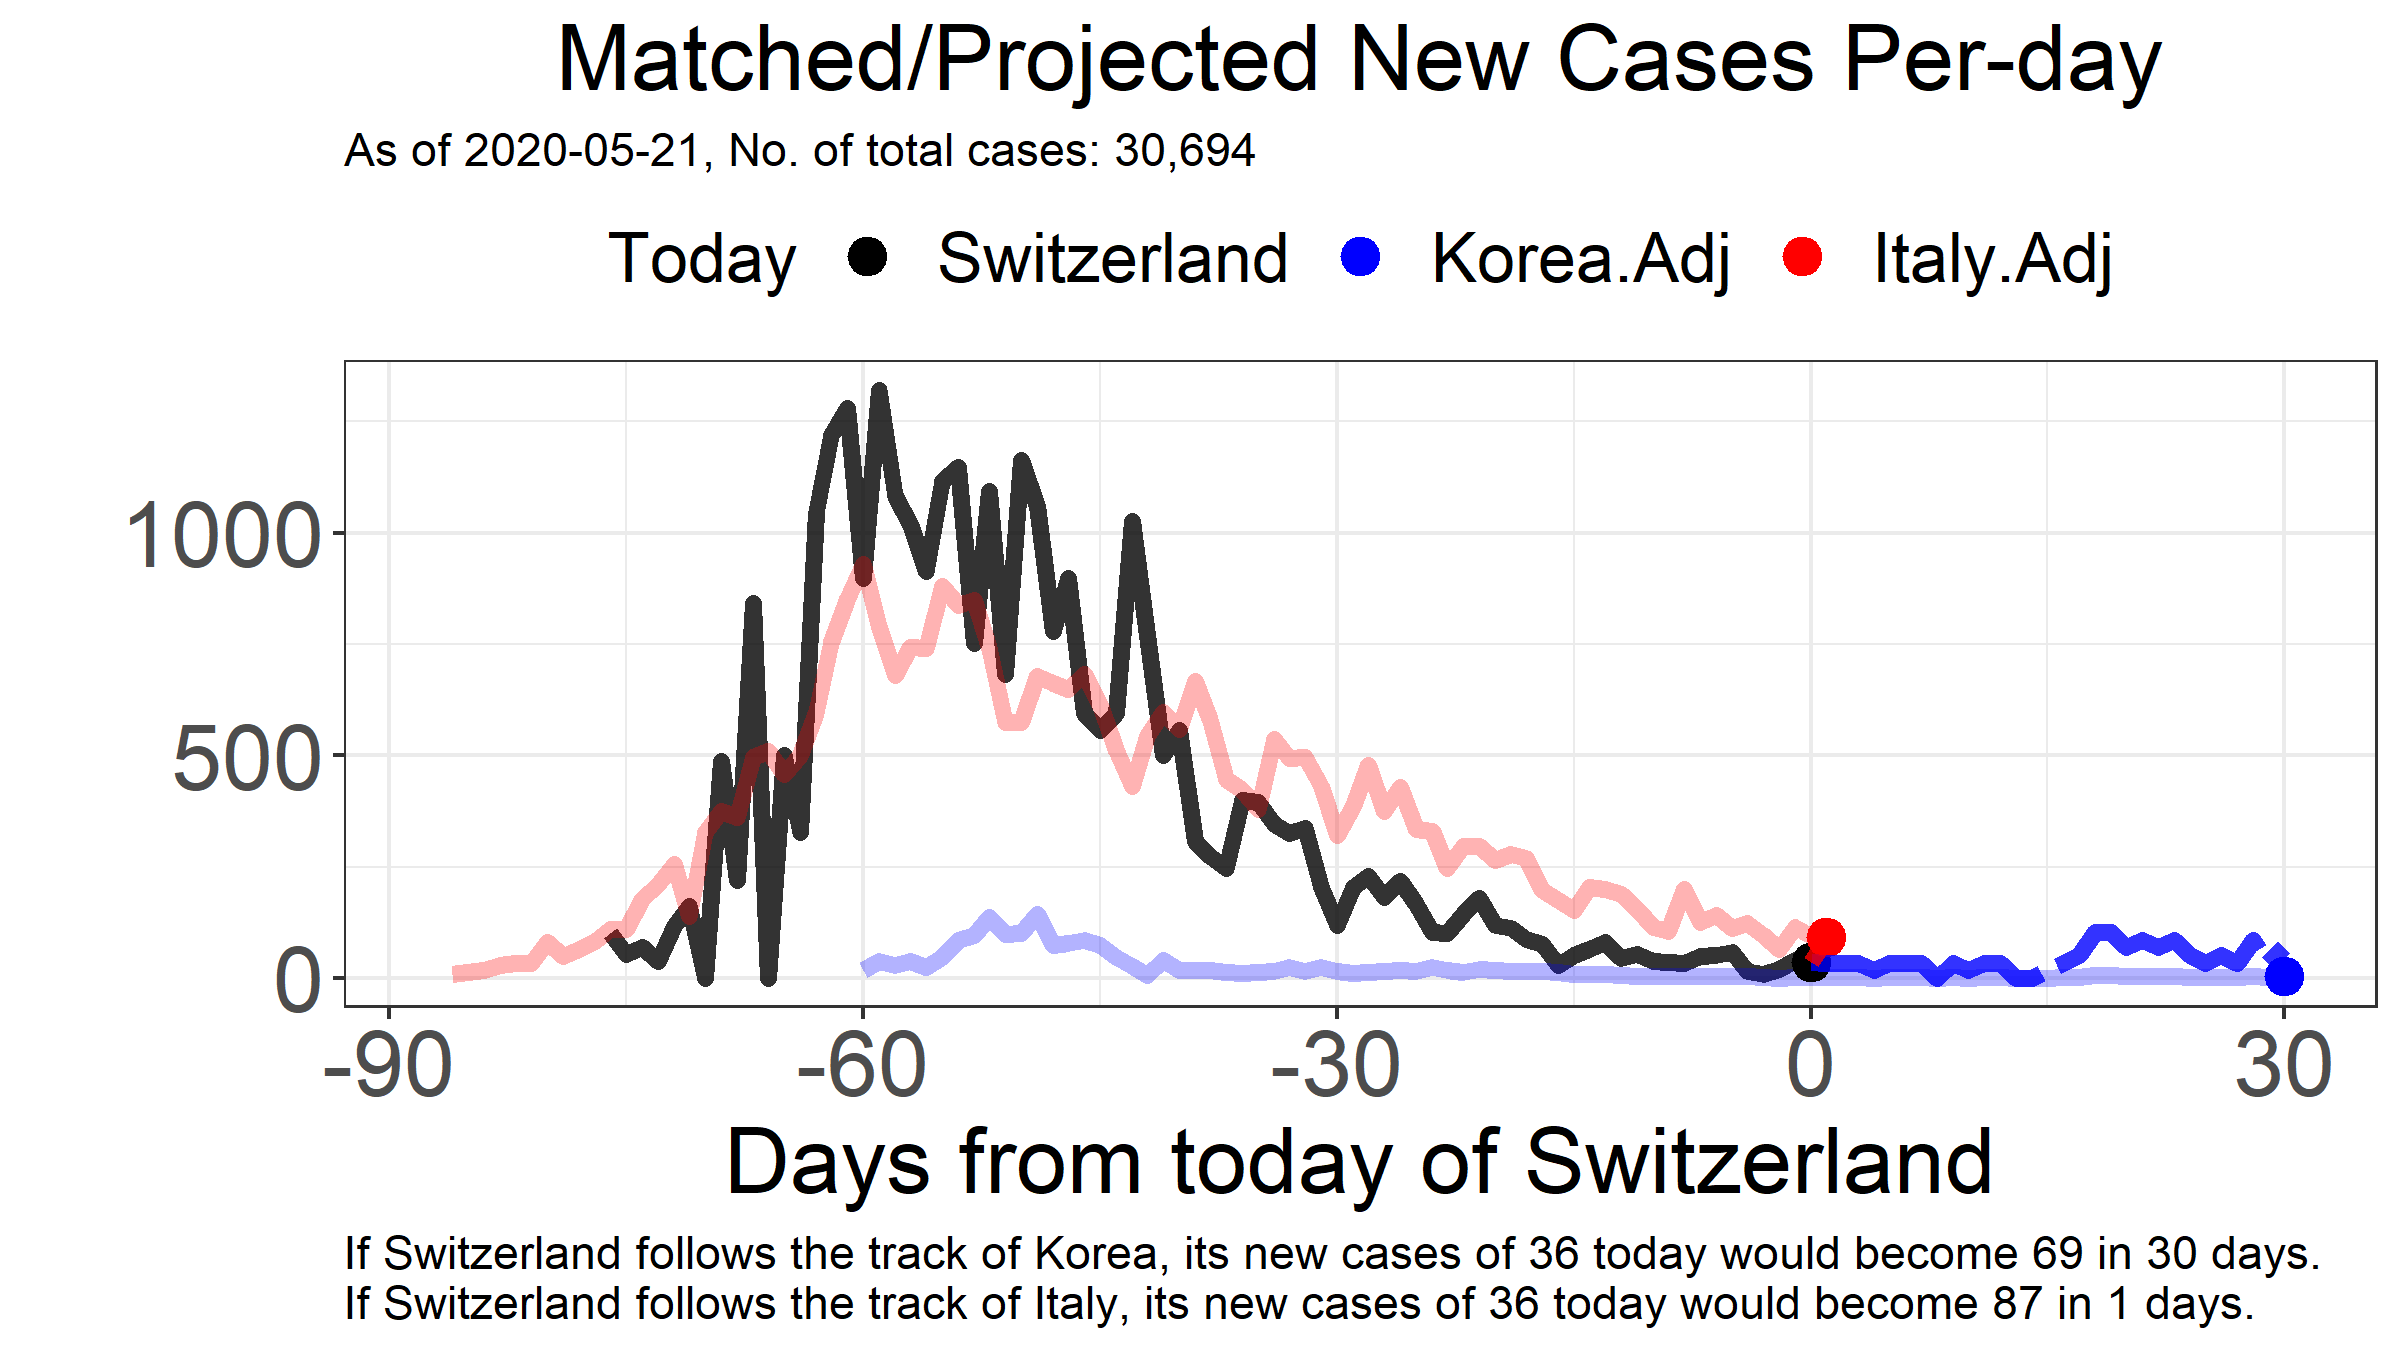 Matched/Projected New Cases Per-day
As of 2020-05-21, No. of total cases: 30,694
Today Switzerland Korea.Adj Italy.Adj
1000
500
0
-90 -60 -30 0 30
Days from today of Switzerland
If Switzerland follows the track of Korea, its new cases of 36 today would become 69 in 30 days.
If Switzerland follows the track of Italy, its new cases of 36 today would become 87 in 1 days.